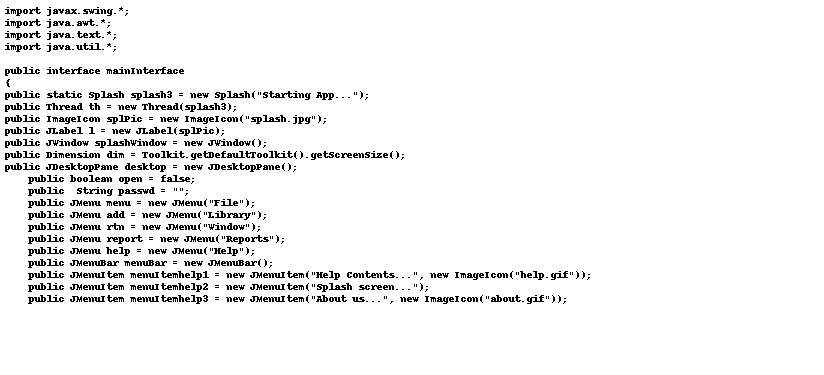 import javax.swing.*;
import java.awt.*;
import java.text.*;
import java.util.*;

public interface mainInterface
{
public static Splash splash3 = new Splash("Starting App...");
public Thread th = new Thread(splash3);
public ImageIcon splPic = new ImageIcon("splash.jpg");
public JLabel l = new JLabel(splPic);
public JWindow splashWindow = new JWindow();
public Dimension dim = Toolkit.getDefaultToolkit().getScreenSize();
public JDesktopPane desktop = new JDesktopPane();
    public boolean open = false;
    public  String passwd = "";
    public JMenu menu = new JMenu("File");
    public JMenu add = new JMenu("Library");
    public JMenu rtn = new JMenu("Window");
    public JMenu report = new JMenu("Reports");
    public JMenu help = new JMenu("Help");
    public JMenuBar menuBar = new JMenuBar();
    public JMenuItem menuItemhelp1 = new JMenuItem("Help Contents...", new ImageIcon("help.gif"));
    public JMenuItem menuItemhelp2 = new JMenuItem("Splash screen...");
    public JMenuItem menuItemhelp3 = new JMenuItem("About us...", new ImageIcon("about.gif"));